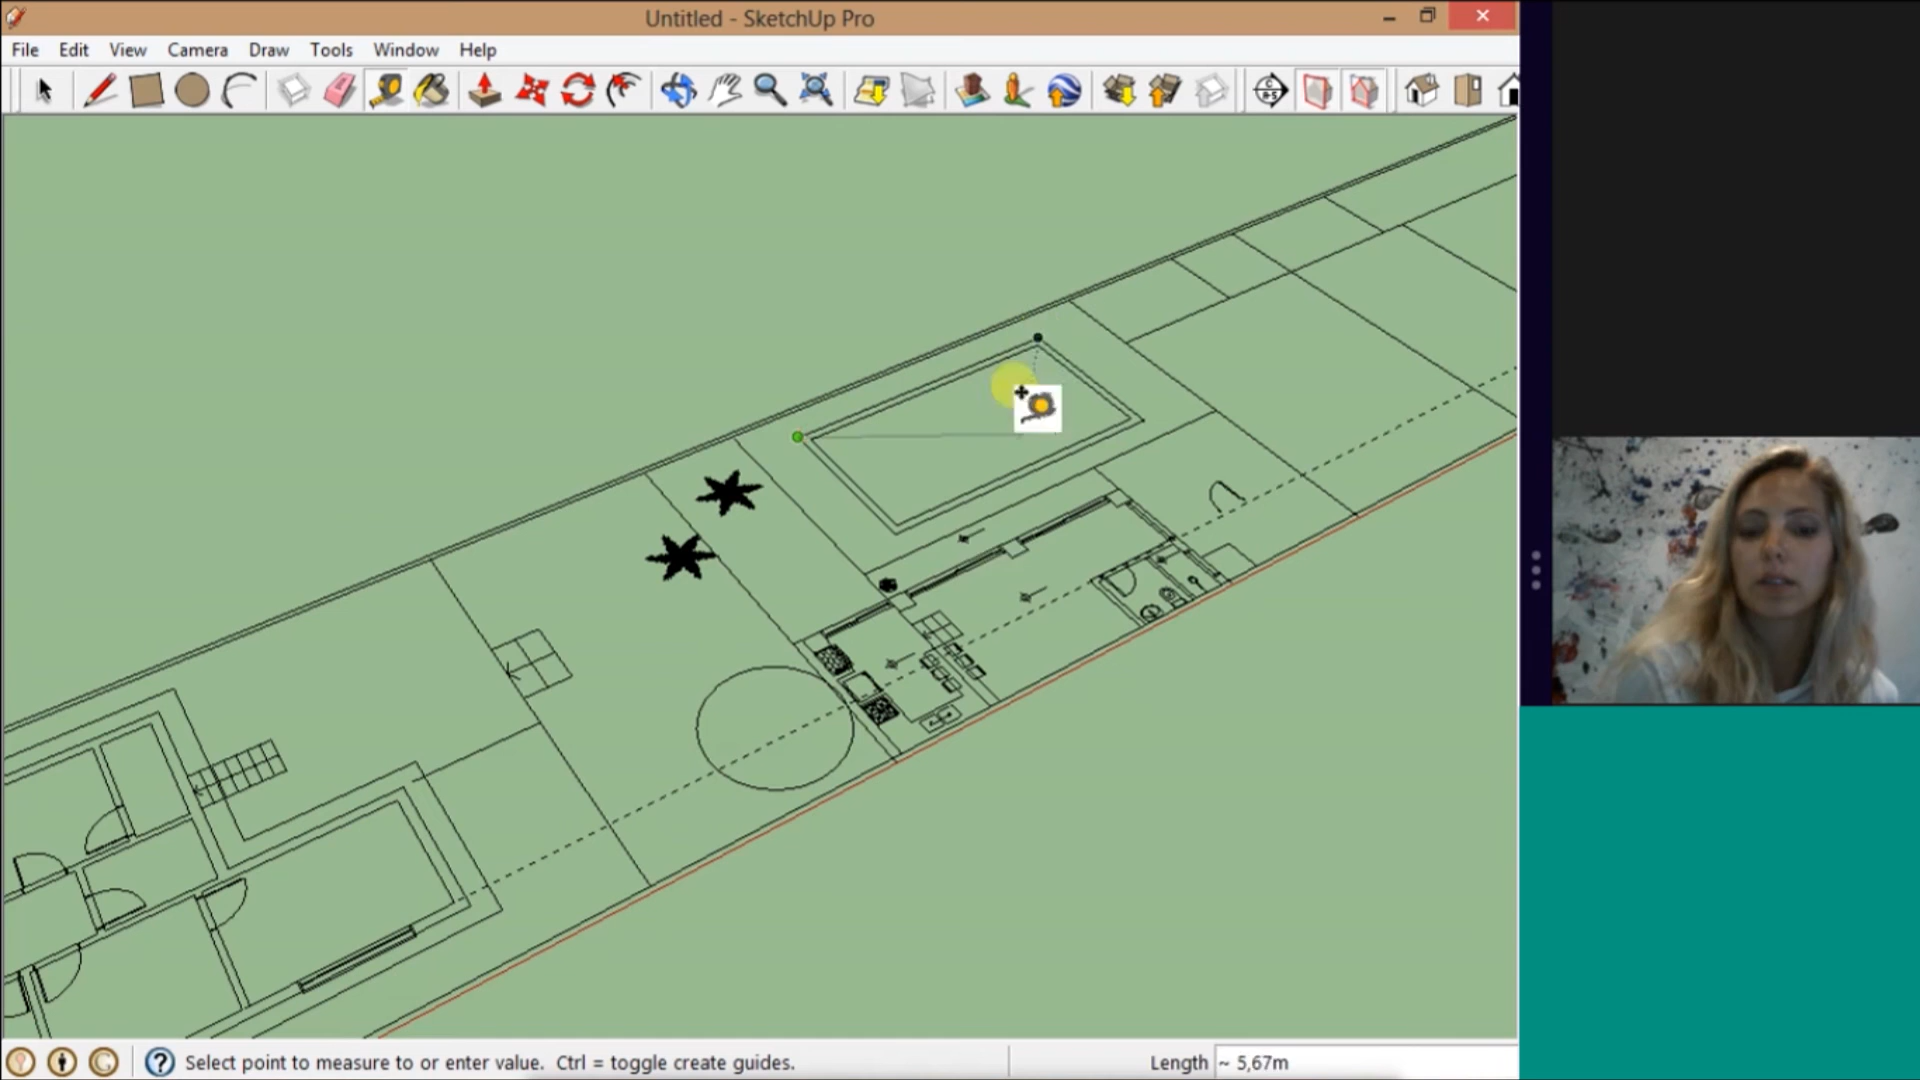 Untitled - SketchUp Pro
File Edit View Camera Draw Tools Window Help
Select point to measure to or enter value. Ctrl = toggle create guides.
Length ~ 5,67m